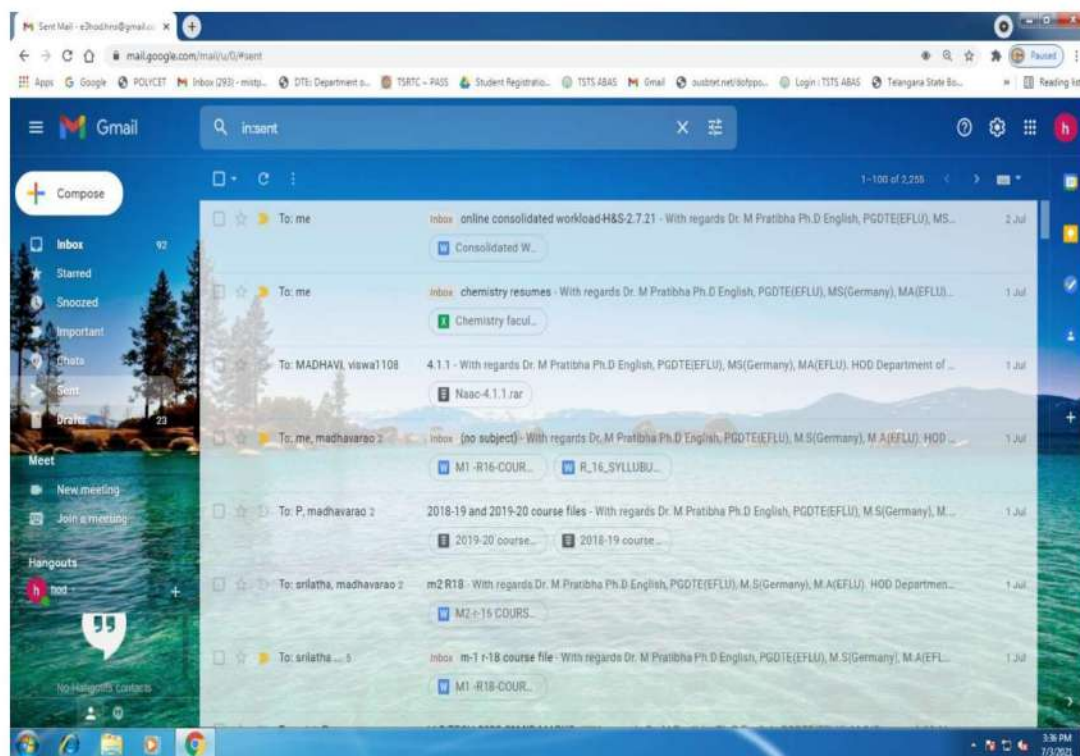 Sent Mail - e3hodhns@gmail.c
mail.google.com/mail/u/0/#sent
Paused
Apps Google POLYCET Inbox (293) - mistp... DTE: Department o... TSRTC - PASS Student Registratio... TSTS ABAS Gmail Login : TSTS ABAS Telangana State Bo... Reading list
Gmail
in:sent
h
Compose
1–100 of 2,255
Inbox 92
Starred
Snoozed
Important
Chats
Sent
Drafts 23
Meet
New meeting
Join a meeting
Hangouts
h hod
No Hangouts contacts
To: me Inbox online consolidated workload-H&S-2.7.21 - With regards Dr. M Pratibha Ph.D English, PGDTE(EFLU), MS... 2 Jul
W Consolidated W...
To: me Inbox chemistry resumes - With regards Dr. M Pratibha Ph.D English, PGDTE(EFLU), MS(Germany), MA(EFLU)... 1 Jul
X Chemistry facul...
To: MADHAVI, viswa1108 4.1.1 - With regards Dr. M Pratibha Ph.D English, PGDTE(EFLU), MS(Germany), MA(EFLU). HOD Department of ... 1 Jul
Naac-4.1.1.rar
To: me, madhavarao 2 Inbox (no subject) - With regards Dr. M Pratibha Ph.D English, PGDTE(EFLU), M.S(Germany), M.A(EFLU). HOD ... 1 Jul
W M1 -R16-COUR... W R_16_SYLLUBU...
To: P, madhavarao 2 2018-19 and 2019-20 course files - With regards Dr. M Pratibha Ph.D English, PGDTE(EFLU), M.S(Germany), M... 1 Jul
2019-20 course... 2018-19 course...
To: srilatha, madhavarao 2 m2 R18 - With regards Dr. M Pratibha Ph.D English, PGDTE(EFLU), M.S(Germany), M.A(EFLU). HOD Departmen... 1 Jul
W M2-r-16 COURS...
To: srilatha ... 5 Inbox m-1 r-18 course file - With regards Dr. M Pratibha Ph.D English, PGDTE(EFLU), M.S(Germany), M.A(EFL... 1 Jul
W M1 -R18-COUR...
3:36 PM
7/3/2021